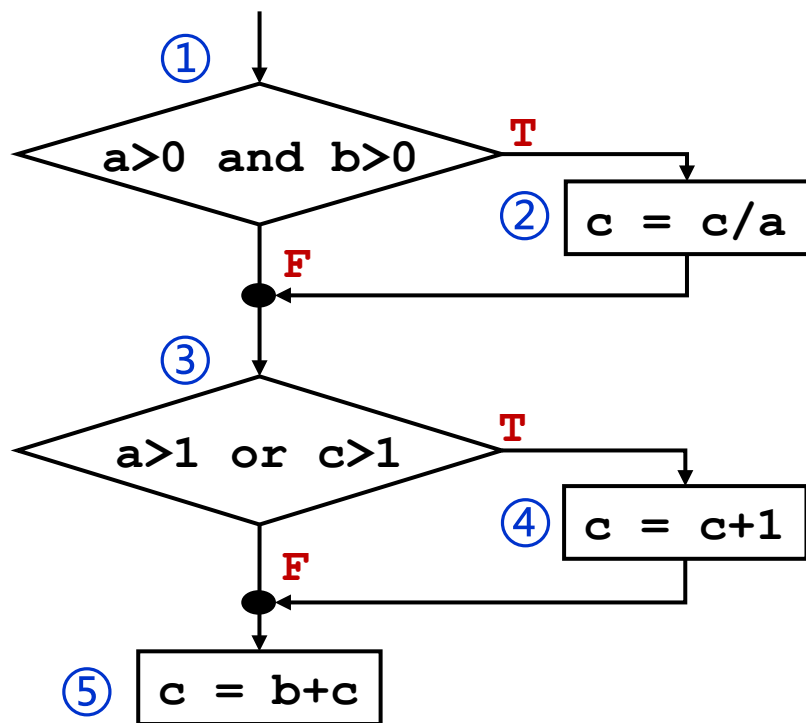 ①
a>0 and b>0
T
② c = c/a
F
③
a>1 or c>1
T
④ c = c+1
F
⑤ c = b+c